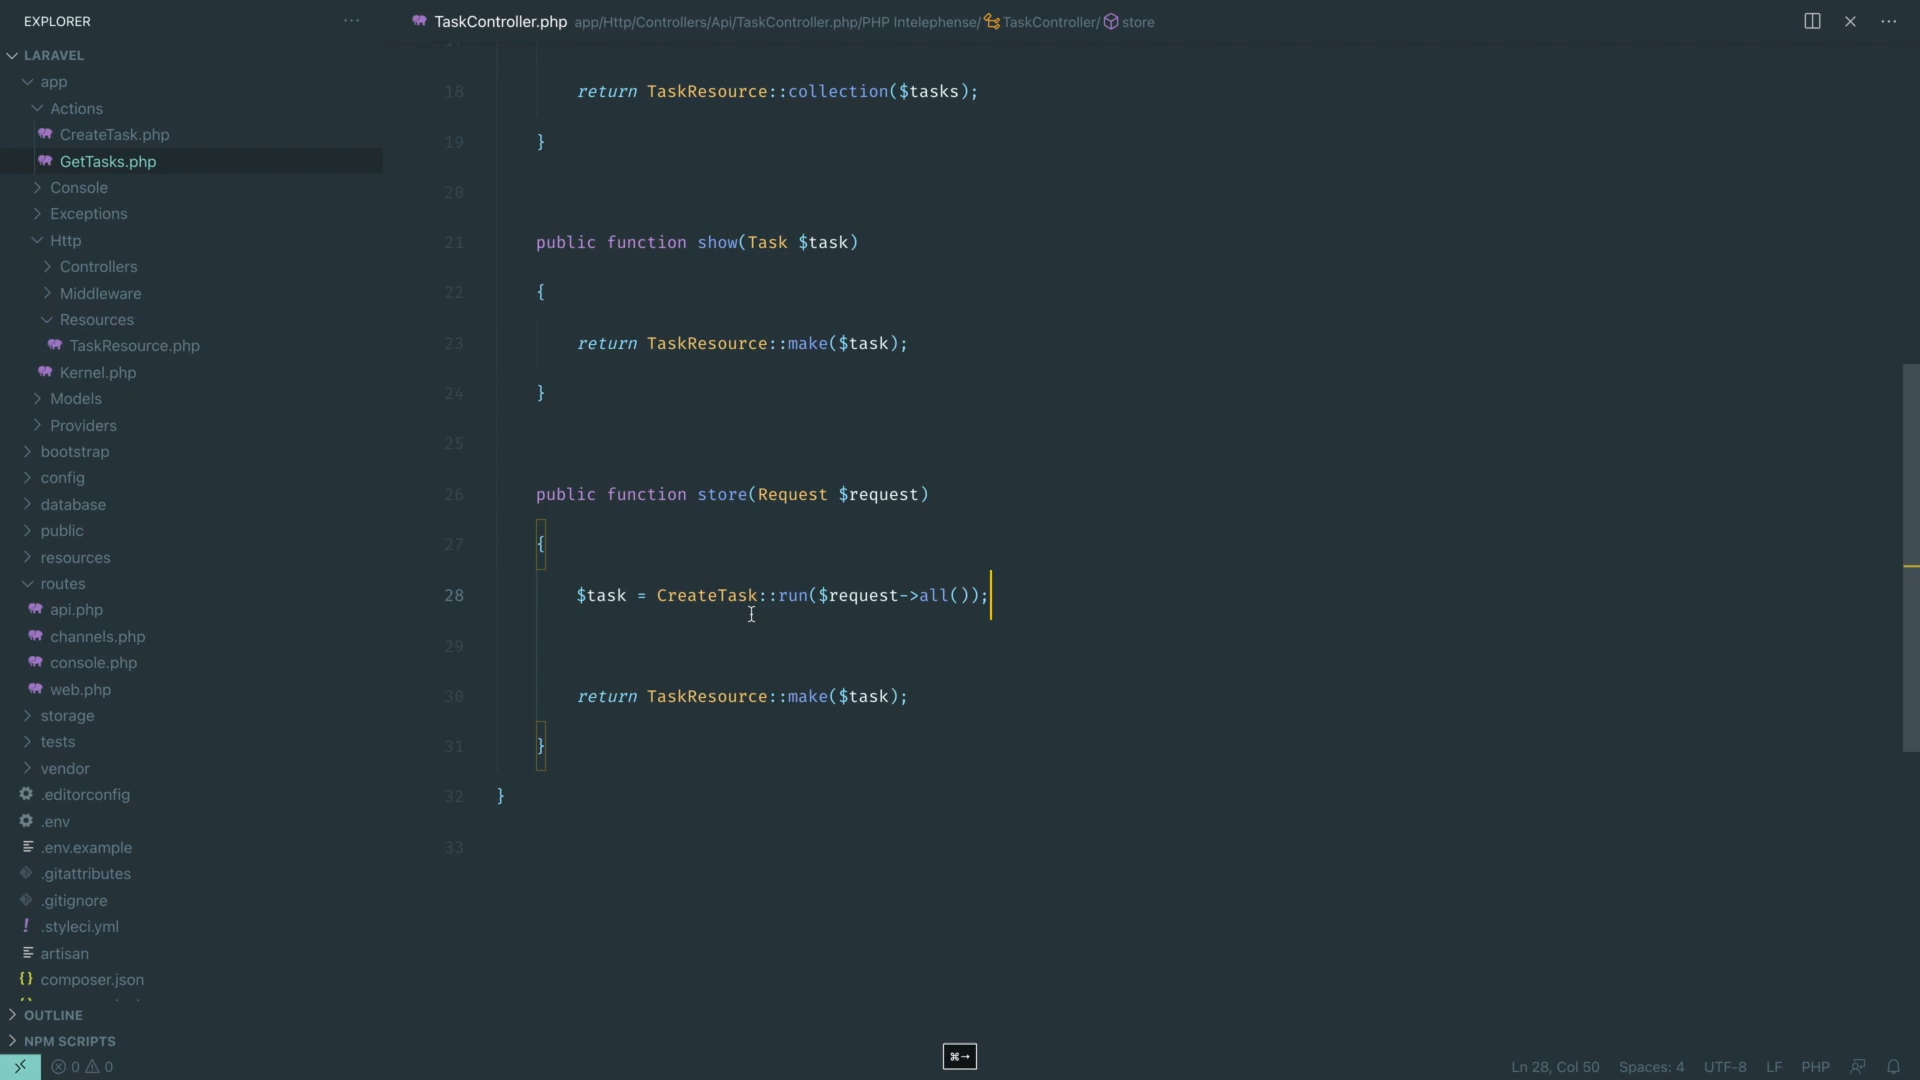 EXPLORER
TaskController.php app/Http/Controllers/Api/TaskController.php/PHP Intelephense/ TaskController/ store
LARAVEL
app
Actions
CreateTask.php
GetTasks.php
Console
Exceptions
Http
Controllers
Middleware
Resources
TaskResource.php
Kernel.php
Models
Providers
bootstrap
config
database
public
resources
routes
api.php
channels.php
console.php
web.php
storage
tests
vendor
.editorconfig
.env
.env.example
.gitattributes
.gitignore
.styleci.yml
artisan
composer.json
OUTLINE
NPM SCRIPTS
17
18 return TaskResource::collection($tasks);
19 }
20
21 public function show(Task $task)
22 {
23 return TaskResource::make($task);
24 }
25
26 public function store(Request $request)
27 {
28 $task = CreateTask::run($request->all());
29
30 return TaskResource::make($task);
31 }
32 }
33
⌘→
0 0
Ln 28, Col 50 Spaces: 4 UTF-8 LF PHP